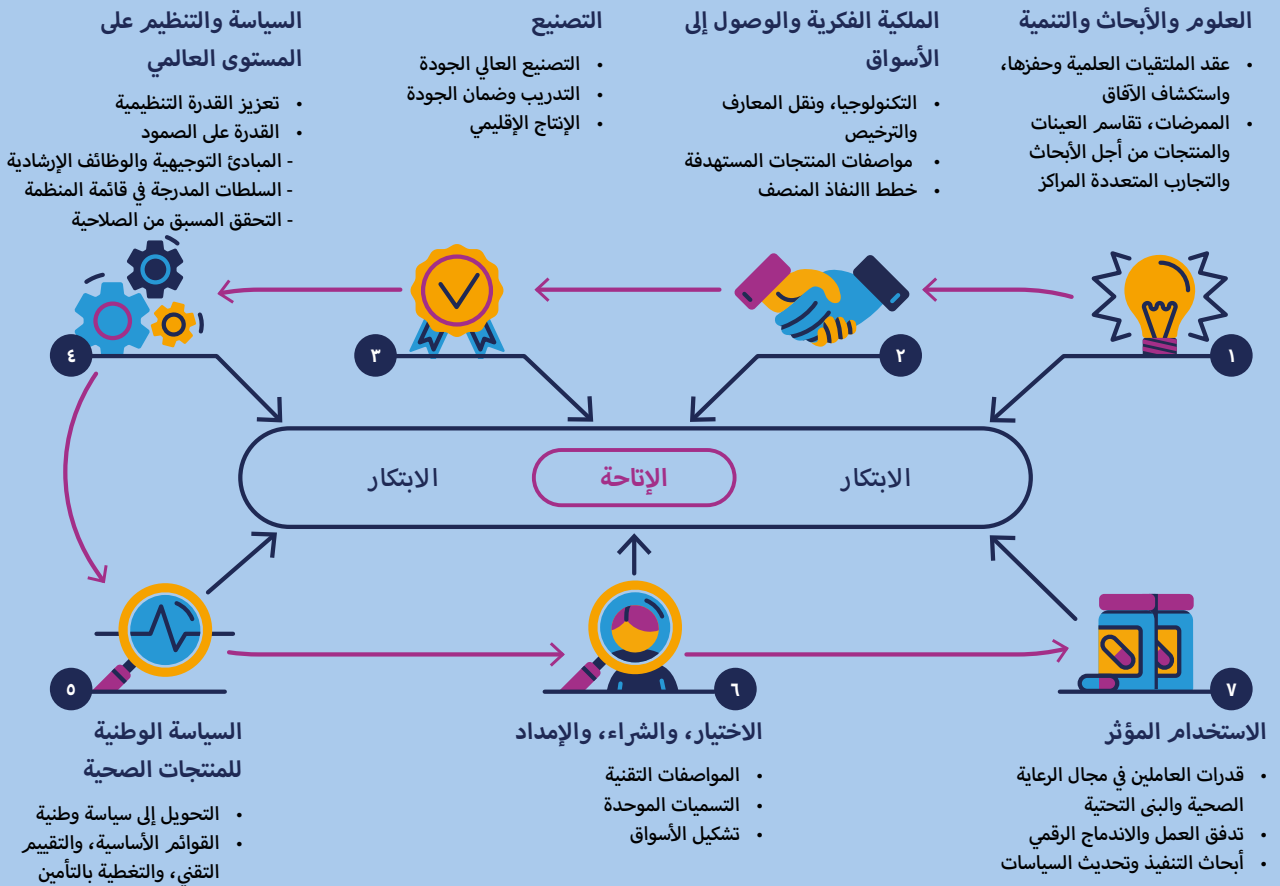 العلوم والأبحاث والتنمية
• عقد الملتقيات العلمية وحفزها،
واستكشاف الآفاق
• الممرضات، تقاسم العينات
والمنتجات من أجل الأبحاث
والتجارب المتعددة المراكز
١
الملكية الفكرية والوصول إلى
الأسواق
• التكنولوجيا، ونقل المعارف
والترخيص
• مواصفات المنتجات المستهدفة
• خطط االنفاذ المنصف
٢
التصنيع
• التصنيع العالي الجودة
• التدريب وضمان الجودة
• الإنتاج الإقليمي
٣
السياسة والتنظيم على
المستوى العالمي
• تعزيز القدرة التنظيمية
• القدرة على الصمود
- المبادئ التوجيهية والوظائف الإرشادية
- السلطات المدرجة في قائمة المنظمة
- التحقق المسبق من الصلاحية
٤
الابتكار
الإتاحة
الابتكار
٥
السياسة الوطنية
للمنتجات الصحية
• التحويل إلى سياسة وطنية
• القوائم الأساسية، والتقييم
التقني، والتغطية بالتأمين
٦
الاختيار، والشراء، والإمداد
• المواصفات التقنية
• التسميات الموحدة
• تشكيل الأسواق
٧
الاستخدام المؤثر
• قدرات العاملين في مجال الرعاية
الصحية والبنى التحتية
• تدفق العمل والاندماج الرقمي
• أبحاث التنفيذ وتحديث السياسات